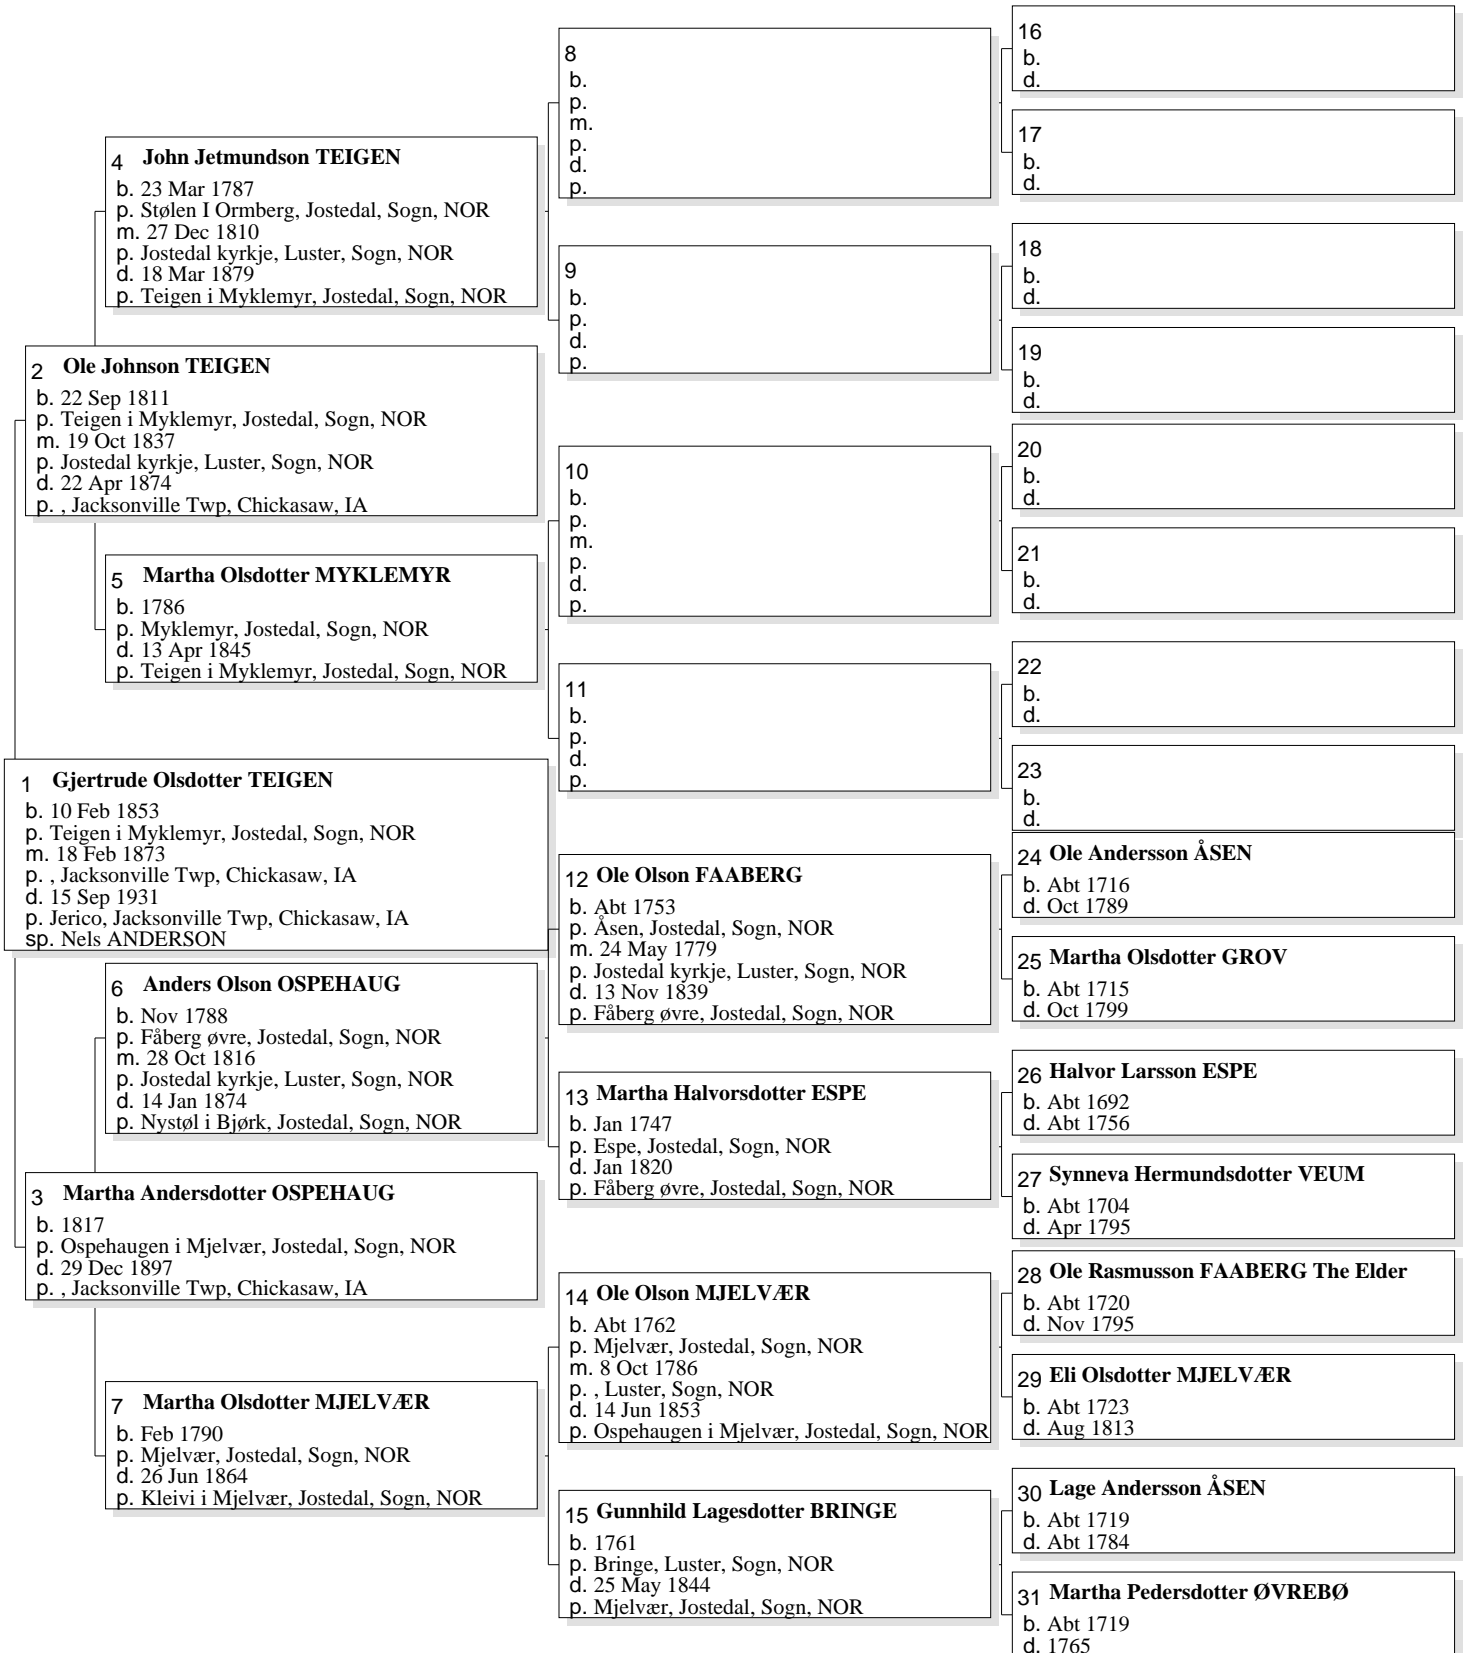 16
b.
d.
8
b.
p.
m.
p.
d.
p.
17
b.
d.
4 John Jetmundson TEIGEN
b. 23 Mar 1787
p. Stølen I Ormberg, Jostedal, Sogn, NOR
m. 27 Dec 1810
p. Jostedal kyrkje, Luster, Sogn, NOR
d. 18 Mar 1879
p. Teigen i Myklemyr, Jostedal, Sogn, NOR
18
b.
d.
9
b.
p.
d.
p.
19
b.
d.
2 Ole Johnson TEIGEN
b. 22 Sep 1811
p. Teigen i Myklemyr, Jostedal, Sogn, NOR
m. 19 Oct 1837
p. Jostedal kyrkje, Luster, Sogn, NOR
d. 22 Apr 1874
p. , Jacksonville Twp, Chickasaw, IA
20
b.
d.
10
b.
p.
m.
p.
d.
p.
21
b.
d.
5 Martha Olsdotter MYKLEMYR
b. 1786
p. Myklemyr, Jostedal, Sogn, NOR
d. 13 Apr 1845
p. Teigen i Myklemyr, Jostedal, Sogn, NOR
22
b.
d.
11
b.
p.
d.
p.
23
b.
d.
1 Gjertrude Olsdotter TEIGEN
b. 10 Feb 1853
p. Teigen i Myklemyr, Jostedal, Sogn, NOR
m. 18 Feb 1873
p. , Jacksonville Twp, Chickasaw, IA
d. 15 Sep 1931
p. Jerico, Jacksonville Twp, Chickasaw, IA
sp. Nels ANDERSON
24 Ole Andersson ÅSEN
b. Abt 1716
d. Oct 1789
12 Ole Olson FAABERG
b. Abt 1753
p. Åsen, Jostedal, Sogn, NOR
m. 24 May 1779
p. Jostedal kyrkje, Luster, Sogn, NOR
d. 13 Nov 1839
p. Fåberg øvre, Jostedal, Sogn, NOR
25 Martha Olsdotter GROV
b. Abt 1715
d. Oct 1799
6 Anders Olson OSPEHAUG
b. Nov 1788
p. Fåberg øvre, Jostedal, Sogn, NOR
m. 28 Oct 1816
p. Jostedal kyrkje, Luster, Sogn, NOR
d. 14 Jan 1874
p. Nystøl i Bjørk, Jostedal, Sogn, NOR
26 Halvor Larsson ESPE
b. Abt 1692
d. Abt 1756
13 Martha Halvorsdotter ESPE
b. Jan 1747
p. Espe, Jostedal, Sogn, NOR
d. Jan 1820
p. Fåberg øvre, Jostedal, Sogn, NOR
27 Synneva Hermundsdotter VEUM
b. Abt 1704
d. Apr 1795
3 Martha Andersdotter OSPEHAUG
b. 1817
p. Ospehaugen i Mjelvær, Jostedal, Sogn, NOR
d. 29 Dec 1897
p. , Jacksonville Twp, Chickasaw, IA
28 Ole Rasmusson FAABERG The Elder
b. Abt 1720
d. Nov 1795
14 Ole Olson MJELVÆR
b. Abt 1762
p. Mjelvær, Jostedal, Sogn, NOR
m. 8 Oct 1786
p. , Luster, Sogn, NOR
d. 14 Jun 1853
p. Ospehaugen i Mjelvær, Jostedal, Sogn, NOR
29 Eli Olsdotter MJELVÆR
b. Abt 1723
d. Aug 1813
7 Martha Olsdotter MJELVÆR
b. Feb 1790
p. Mjelvær, Jostedal, Sogn, NOR
d. 26 Jun 1864
p. Kleivi i Mjelvær, Jostedal, Sogn, NOR
30 Lage Andersson ÅSEN
b. Abt 1719
d. Abt 1784
15 Gunnhild Lagesdotter BRINGE
b. 1761
p. Bringe, Luster, Sogn, NOR
d. 25 May 1844
p. Mjelvær, Jostedal, Sogn, NOR
31 Martha Pedersdotter ØVREBØ
b. Abt 1719
d. 1765